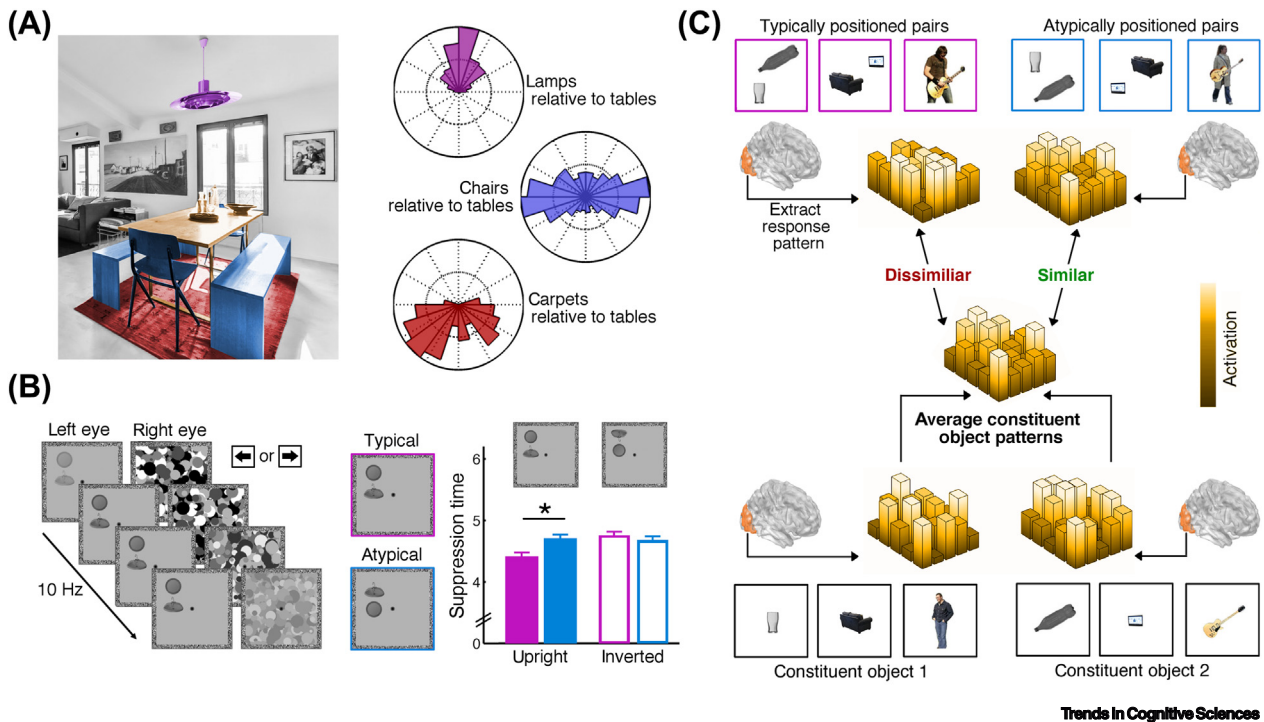 (A)
Lamps
relative to tables
Chairs
relative to tables
Carpets
relative to tables
(B)
Left eye
Right eye
or
10 Hz
Typical
Atypical
Suppression time
6
5
4
0
*
Upright
Inverted
(C)
Typically positioned pairs
Atypically positioned pairs
Extract
response
pattern
Dissimiliar
Similar
Activation
Average constituent
object patterns
Constituent object 1
Constituent object 2
Trends in Cognitive Sciences